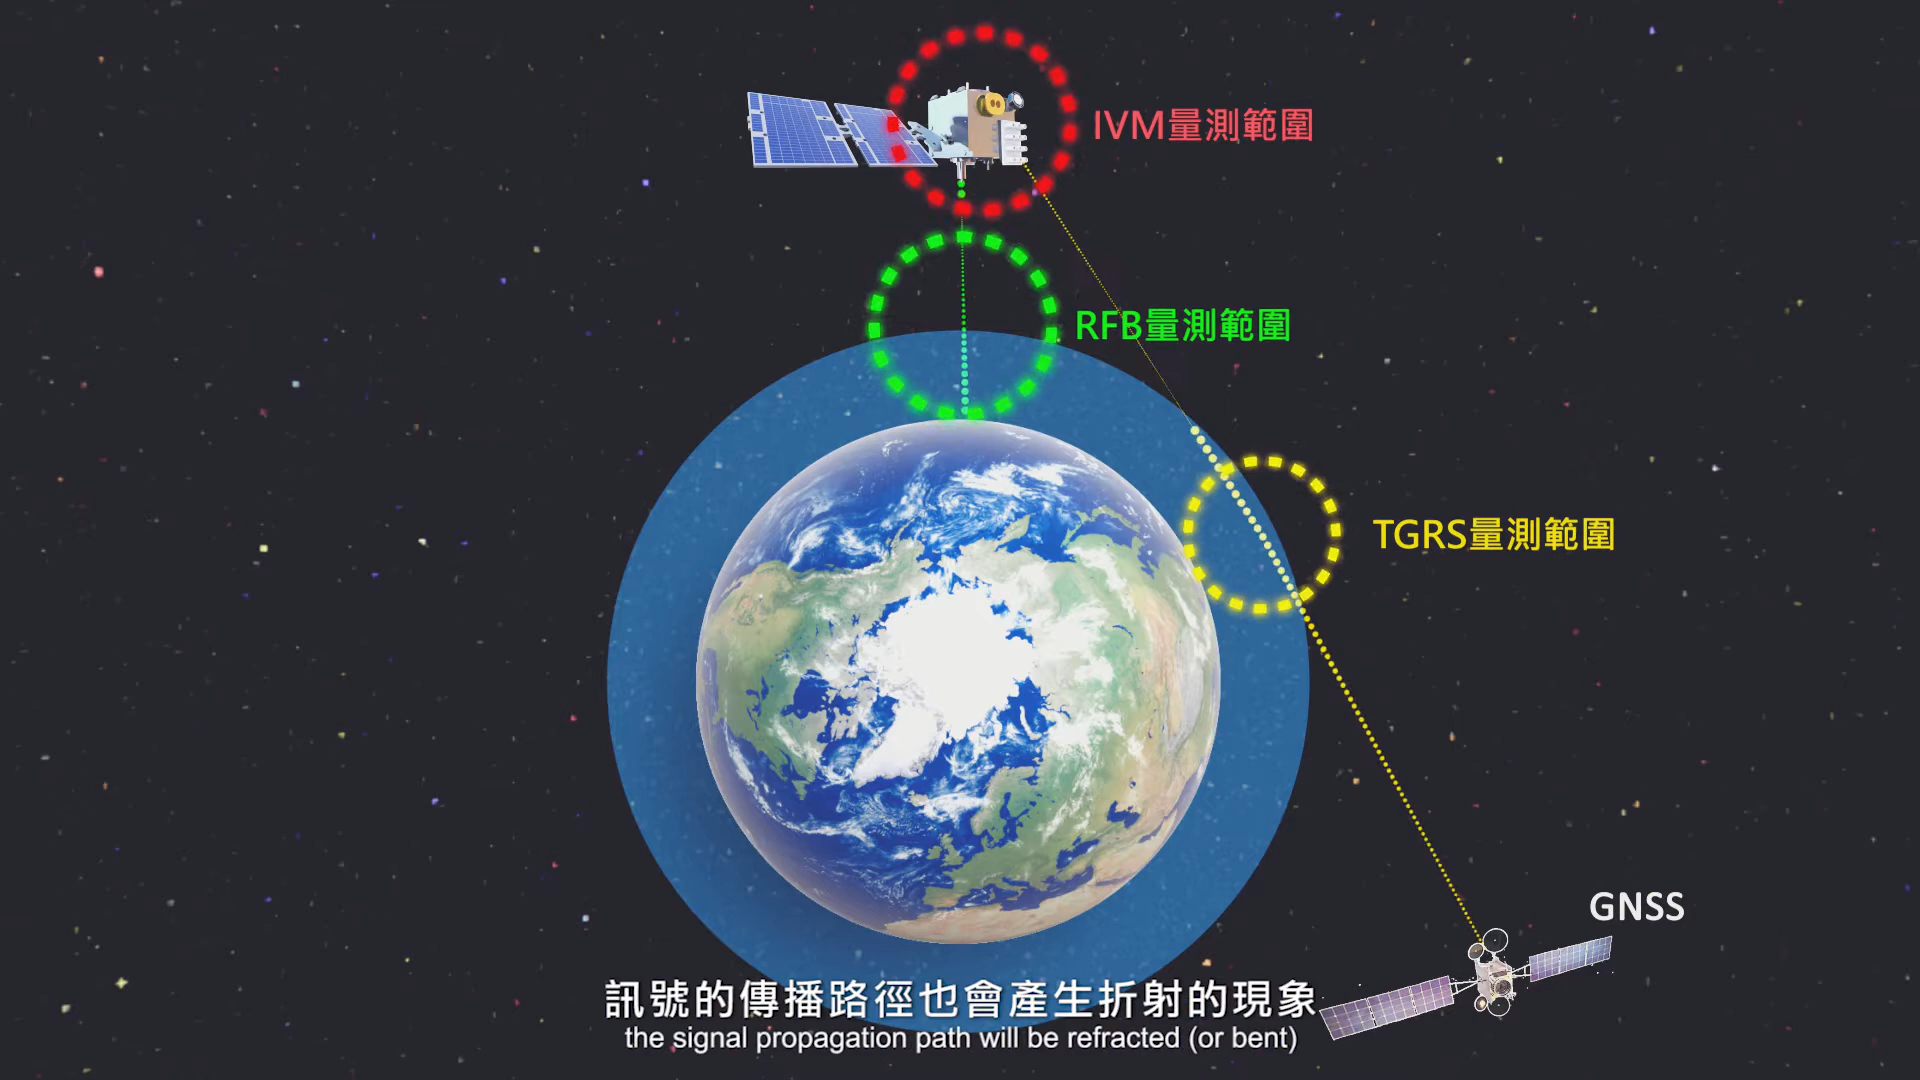 IVM量測範圍
RFB量測範圍
TGRS量測範圍
GNSS
訊號的傳播路徑也會產生折射的現象
the signal propagation path will be refracted (or bent)